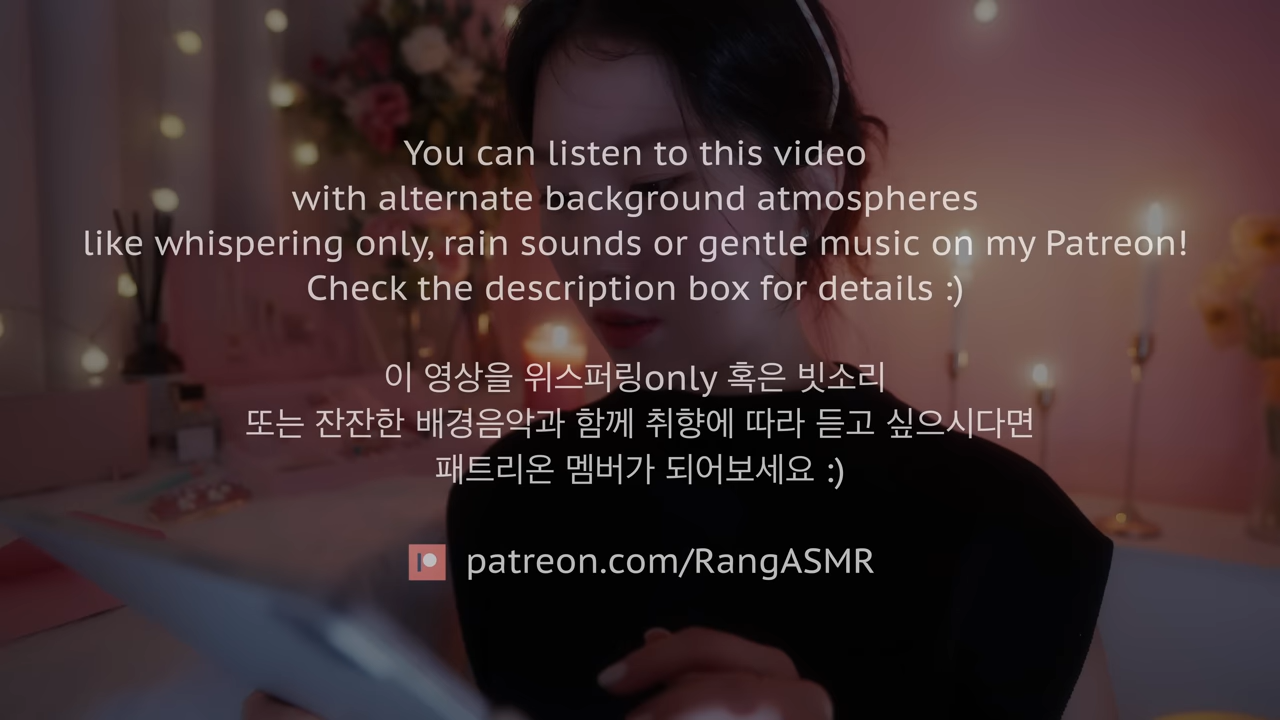 You can listen to this video
with alternate background atmospheres
like whispering only, rain sounds or gentle music on my Patreon!
Check the description box for details :)
이 영상을 위스퍼링only 혹은 빗소리
또는 잔잔한 배경음악과 함께 취향에 따라 듣고 싶으시다면
패트리온 멤버가 되어보세요 :)
patreon.com/RangASMR